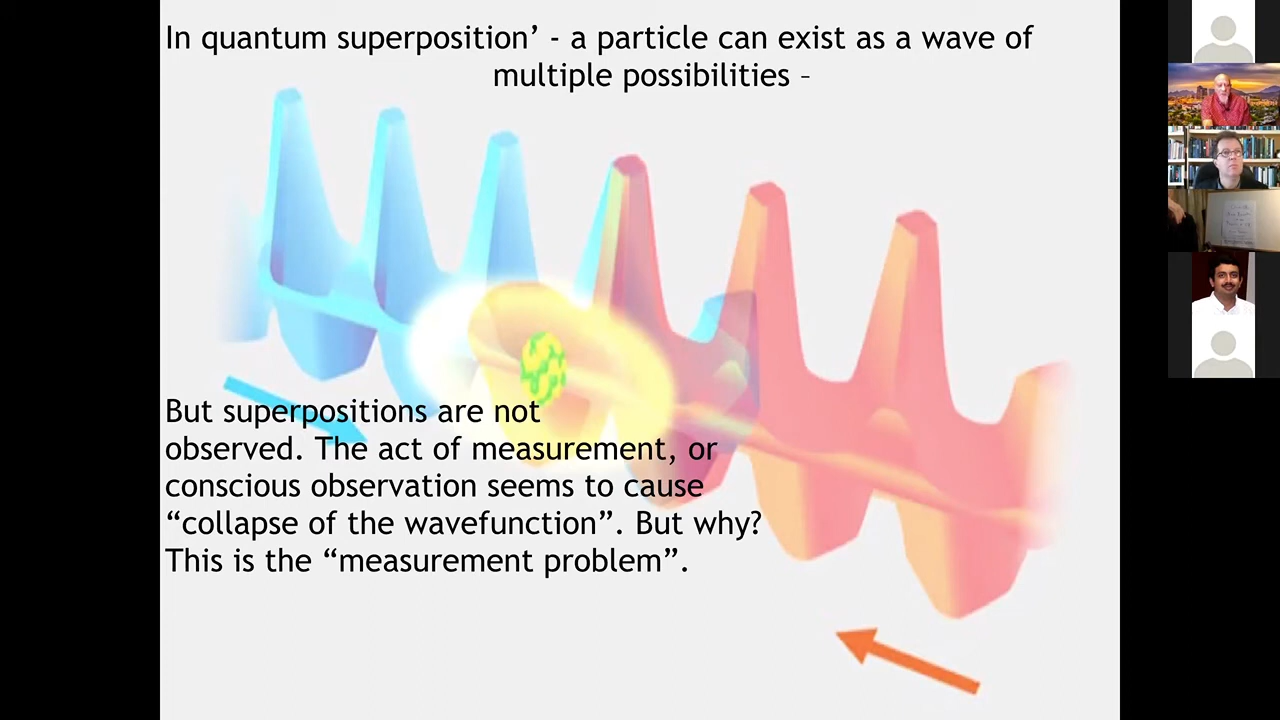 In quantum superposition’ - a particle can exist as a wave of
multiple possibilities –
But superpositions are not
observed. The act of measurement, or
conscious observation seems to cause
“collapse of the wavefunction”. But why?
This is the “measurement problem”.